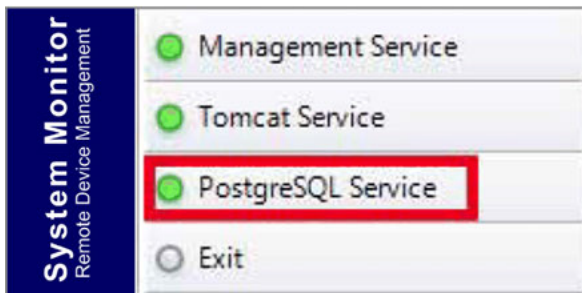 System Monitor
Remote Device Management
Management Service
Tomcat Service
PostgreSQL Service
Exit